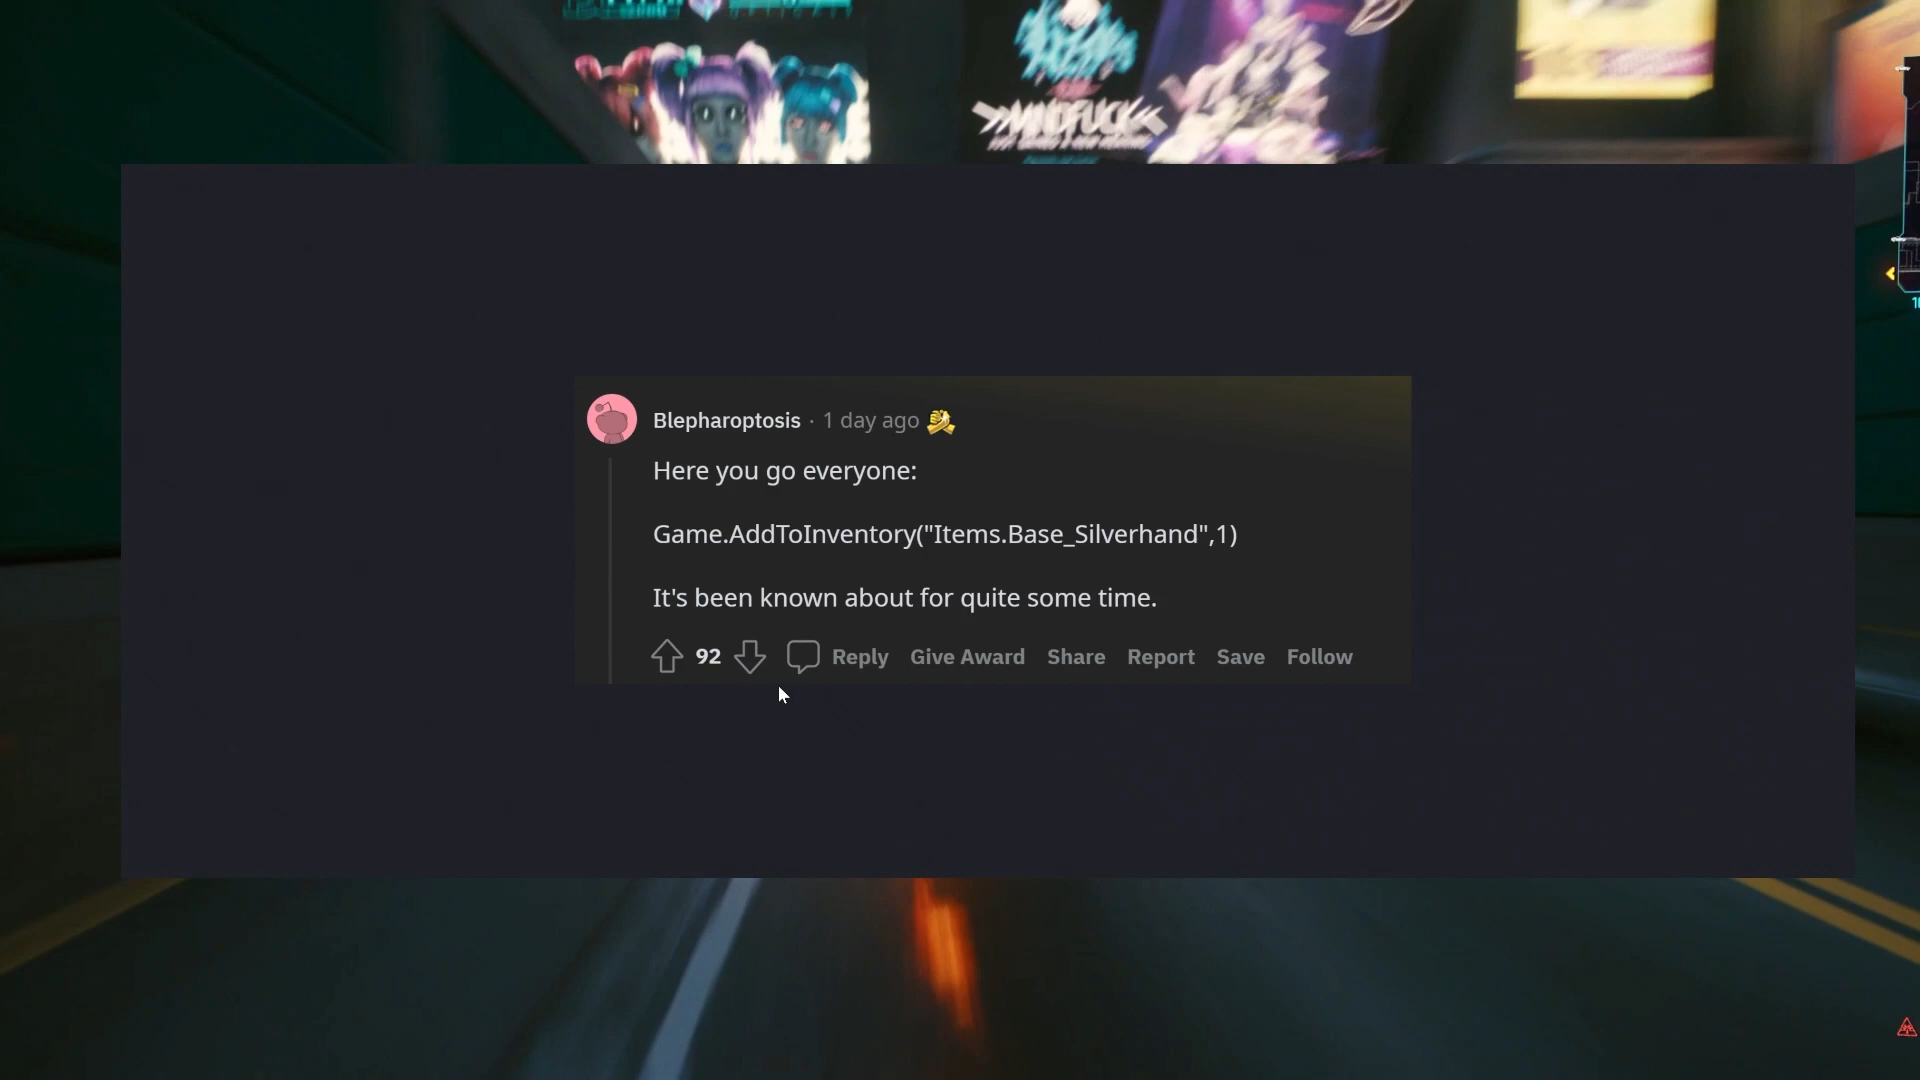 MINDFUCK
Blepharoptosis · 1 day ago
Here you go everyone:
Game.AddToInventory("Items.Base_Silverhand",1)
It's been known about for quite some time.
92 Reply Give Award Share Report Save Follow